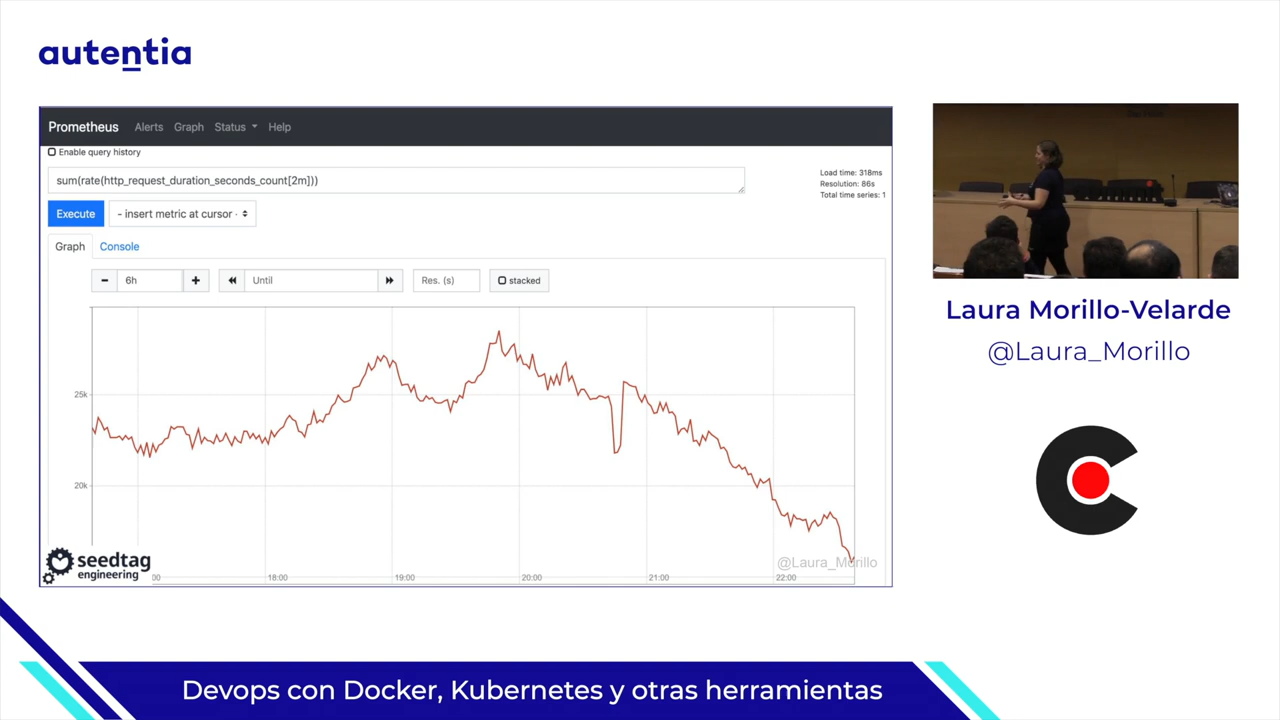 autentia
Prometheus Alerts Graph Status Help
Enable query history
sum(rate(http_request_duration_seconds_count[2m]))
Load time: 318ms
Resolution: 86s
Total time series: 1
Execute
- insert metric at cursor -
Graph Console
6h
Until
Res. (s)
stacked
25k
20k
00
18:00
19:00
20:00
21:00
22:00
seedtag
engineering
@Laura_Morillo
Laura Morillo-Velarde
@Laura_Morillo
Devops con Docker, Kubernetes y otras herramientas